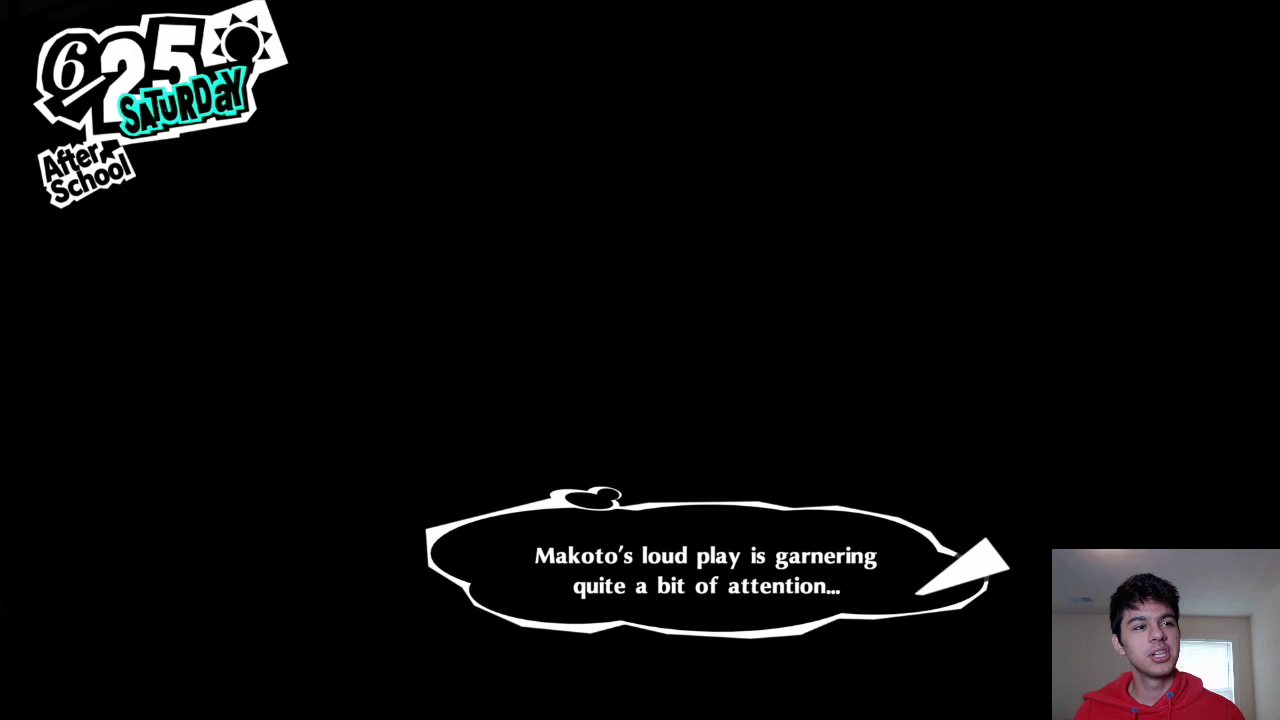 6/25
SATURDAY
After
School
Makoto's loud play is garnering
quite a bit of attention...